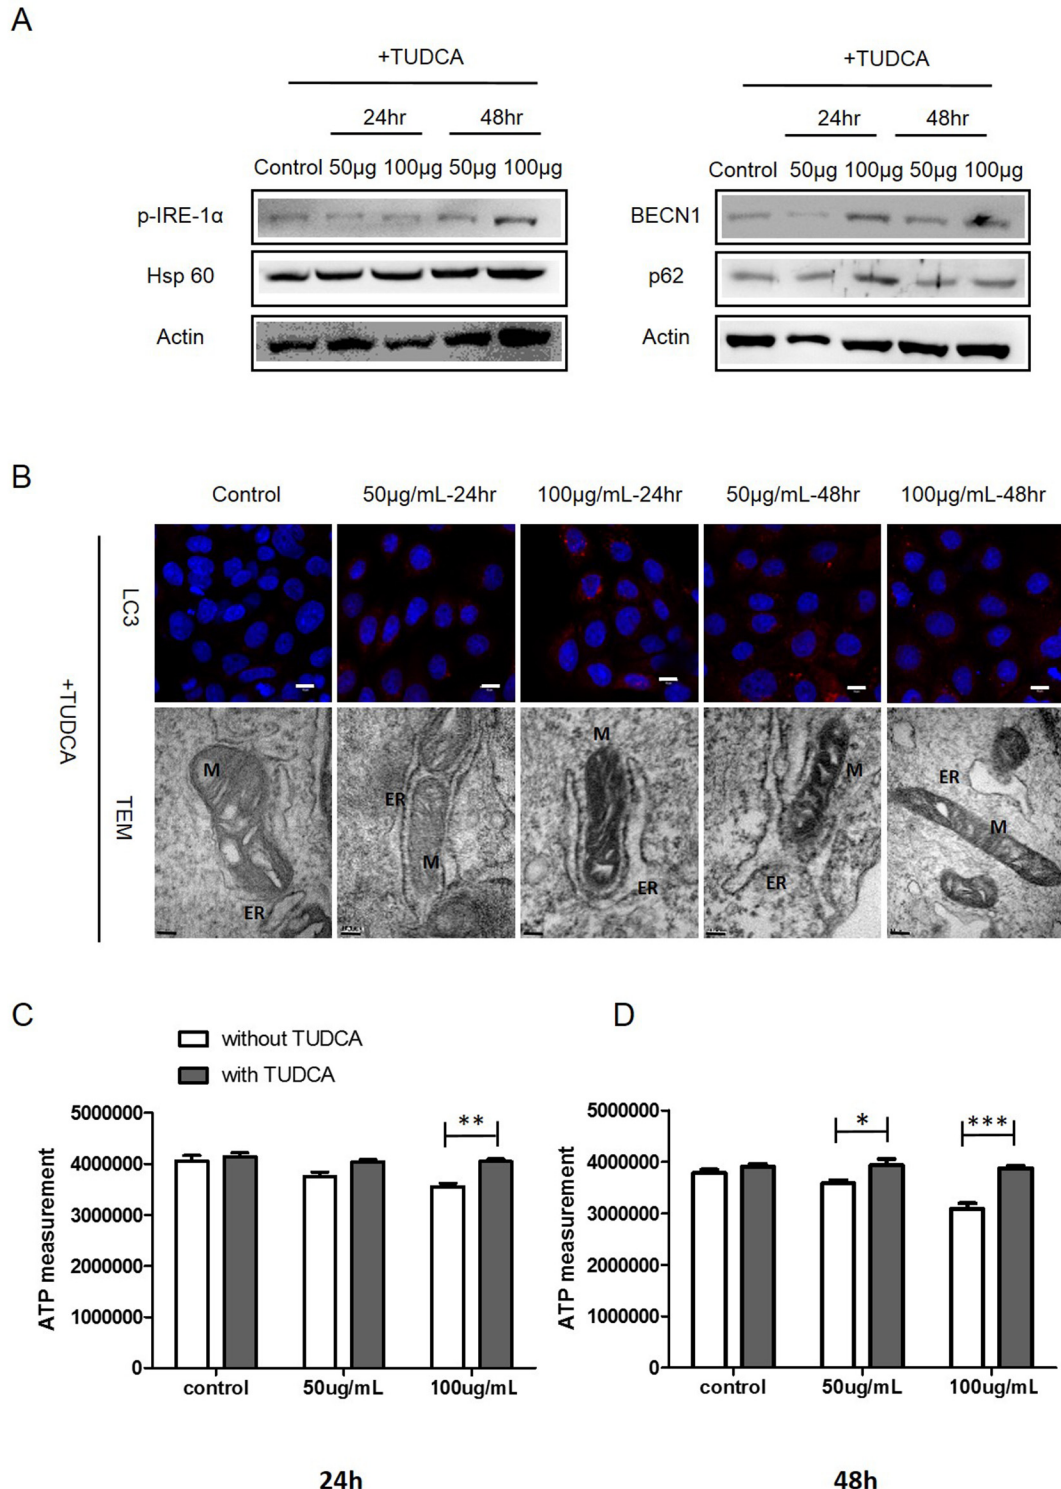 A
+TUDCA
24hr 48hr
Control 50µg 100µg 50µg 100µg
p-IRE-1α
Hsp 60
Actin
+TUDCA
24hr 48hr
Control 50µg 100µg 50µg 100µg
BECN1
p62
Actin
B
Control 50µg/mL-24hr 100µg/mL-24hr 50µg/mL-48hr 100µg/mL-48hr
+TUDCA
LC3
TEM
M
ER
ER
M
M
ER
M
ER
ER
M
C
without TUDCA
with TUDCA
ATP measurement
5000000
4000000
3000000
2000000
1000000
0
**
control 50ug/mL 100ug/mL
24h
D
ATP measurement
5000000
4000000
3000000
2000000
1000000
0
* ***
control 50ug/mL 100ug/mL
48h